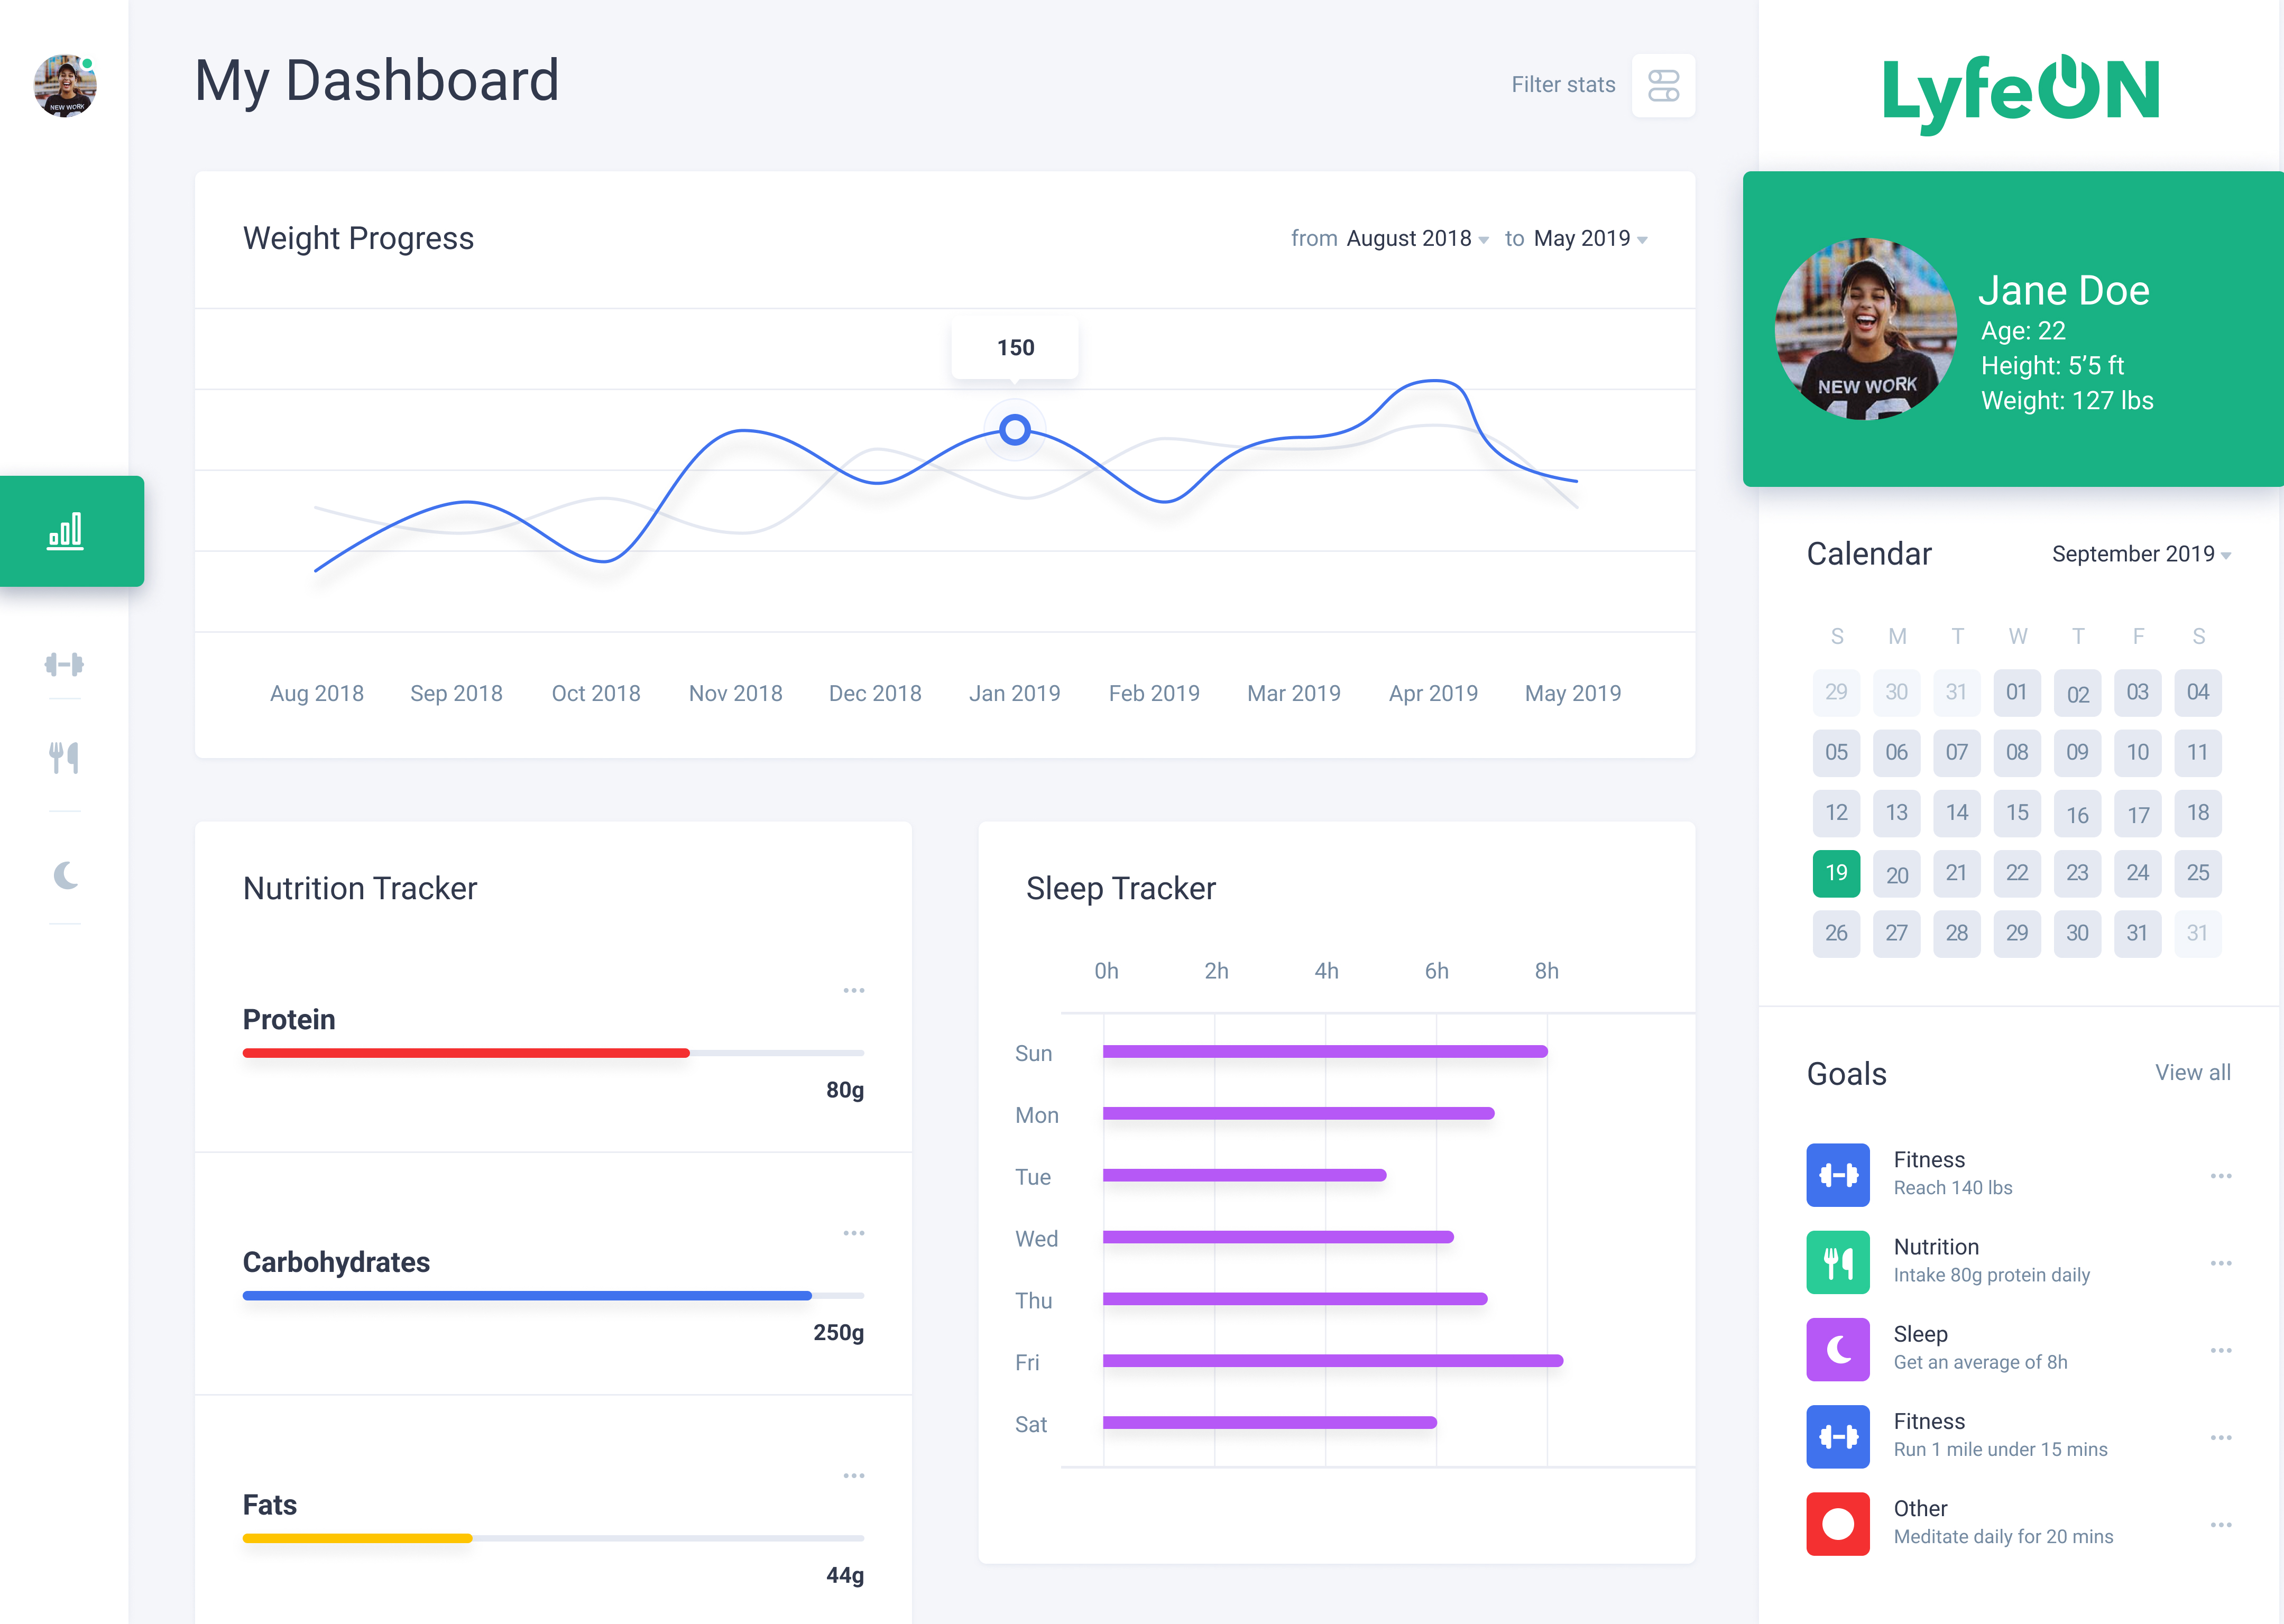 NEW WORK
My Dashboard
Filter stats
LyfeON
Weight Progress
from August 2018 to May 2019
150
Aug 2018 Sep 2018 Oct 2018 Nov 2018 Dec 2018 Jan 2019 Feb 2019 Mar 2019 Apr 2019 May 2019
NEW WORK
Jane Doe
Age: 22
Height: 5’5 ft
Weight: 127 lbs
Calendar September 2019
S M T W T F S
29 30 31 01 02 03 04
05 06 07 08 09 10 11
12 13 14 15 16 17 18
19 20 21 22 23 24 25
26 27 28 29 30 31 31
Nutrition Tracker
Protein
80g
Carbohydrates
250g
Fats
44g
Sleep Tracker
0h 2h 4h 6h 8h
Sun
Mon
Tue
Wed
Thu
Fri
Sat
Goals View all
Fitness
Reach 140 lbs
Nutrition
Intake 80g protein daily
Sleep
Get an average of 8h
Fitness
Run 1 mile under 15 mins
Other
Meditate daily for 20 mins